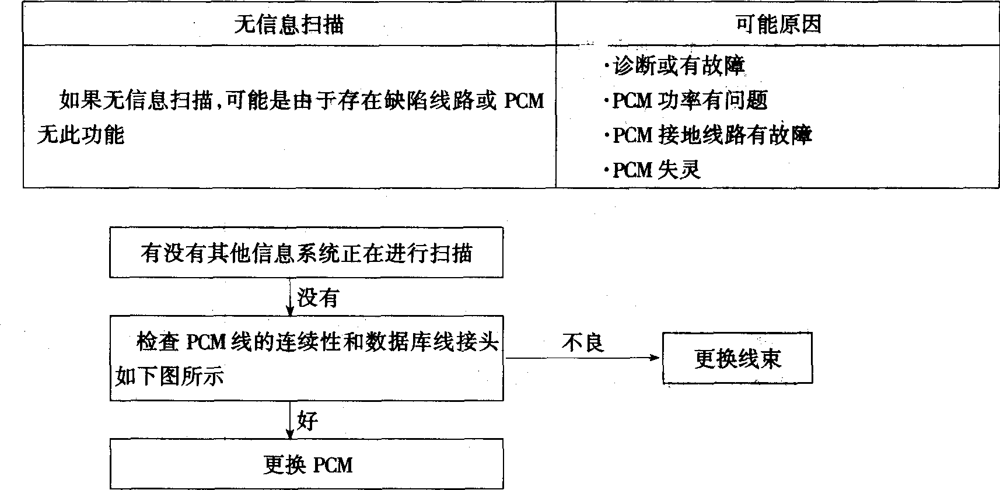 无信息扫描
可能原因
如果无信息扫描,可能是由于存在缺陷线路或 PCM
无此功能
·诊断或有故障
·PCM 功率有问题
·PCM 接地线路有故障
·PCM 失灵
有没有其他信息系统正在进行扫描
没有
检查 PCM 线的连续性和数据库线接头
如下图所示
不良
更换线束
好
更换 PCM